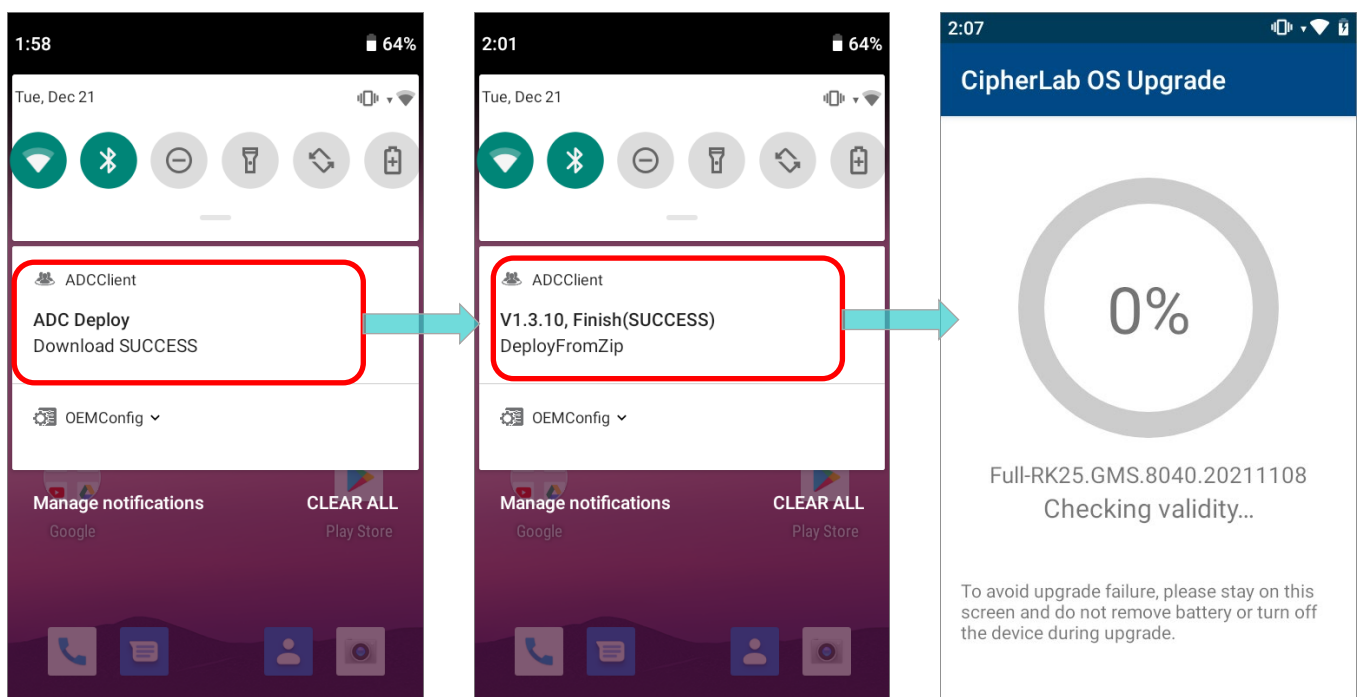 1:58
64%
Tue, Dec 21
ADCClient
ADC Deploy
Download SUCCESS
OEMConfig
Manage notifications
CLEAR ALL
Google
Play Store
2:01
64%
Tue, Dec 21
ADCClient
V1.3.10, Finish(SUCCESS)
DeployFromZip
OEMConfig
Manage notifications
CLEAR ALL
Google
Play Store
2:07
CipherLab OS Upgrade
0%
Full-RK25.GMS.8040.20211108
Checking validity...
To avoid upgrade failure, please stay on this
screen and do not remove battery or turn off
the device during upgrade.